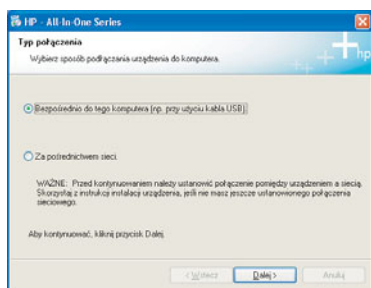 HP - All-In-One Series
Typ połączenia
Wybierz sposób podłączania urządzenia do komputera.
hp
Bezpośrednio do tego komputera (np. przy użyciu kabla USB).
Za pośrednictwem sieci.
WAŻNE: Przed kontynuowaniem należy ustanowić połączenie pomiędzy urządzeniem a siecią.
Skorzystaj z instrukcji instalacji urządzenia, jeśli nie masz jeszcze ustanowionego połączenia
sieciowego.
Aby kontynuować, kliknij przycisk Dalej.
< Wstecz Dalej > Anuluj